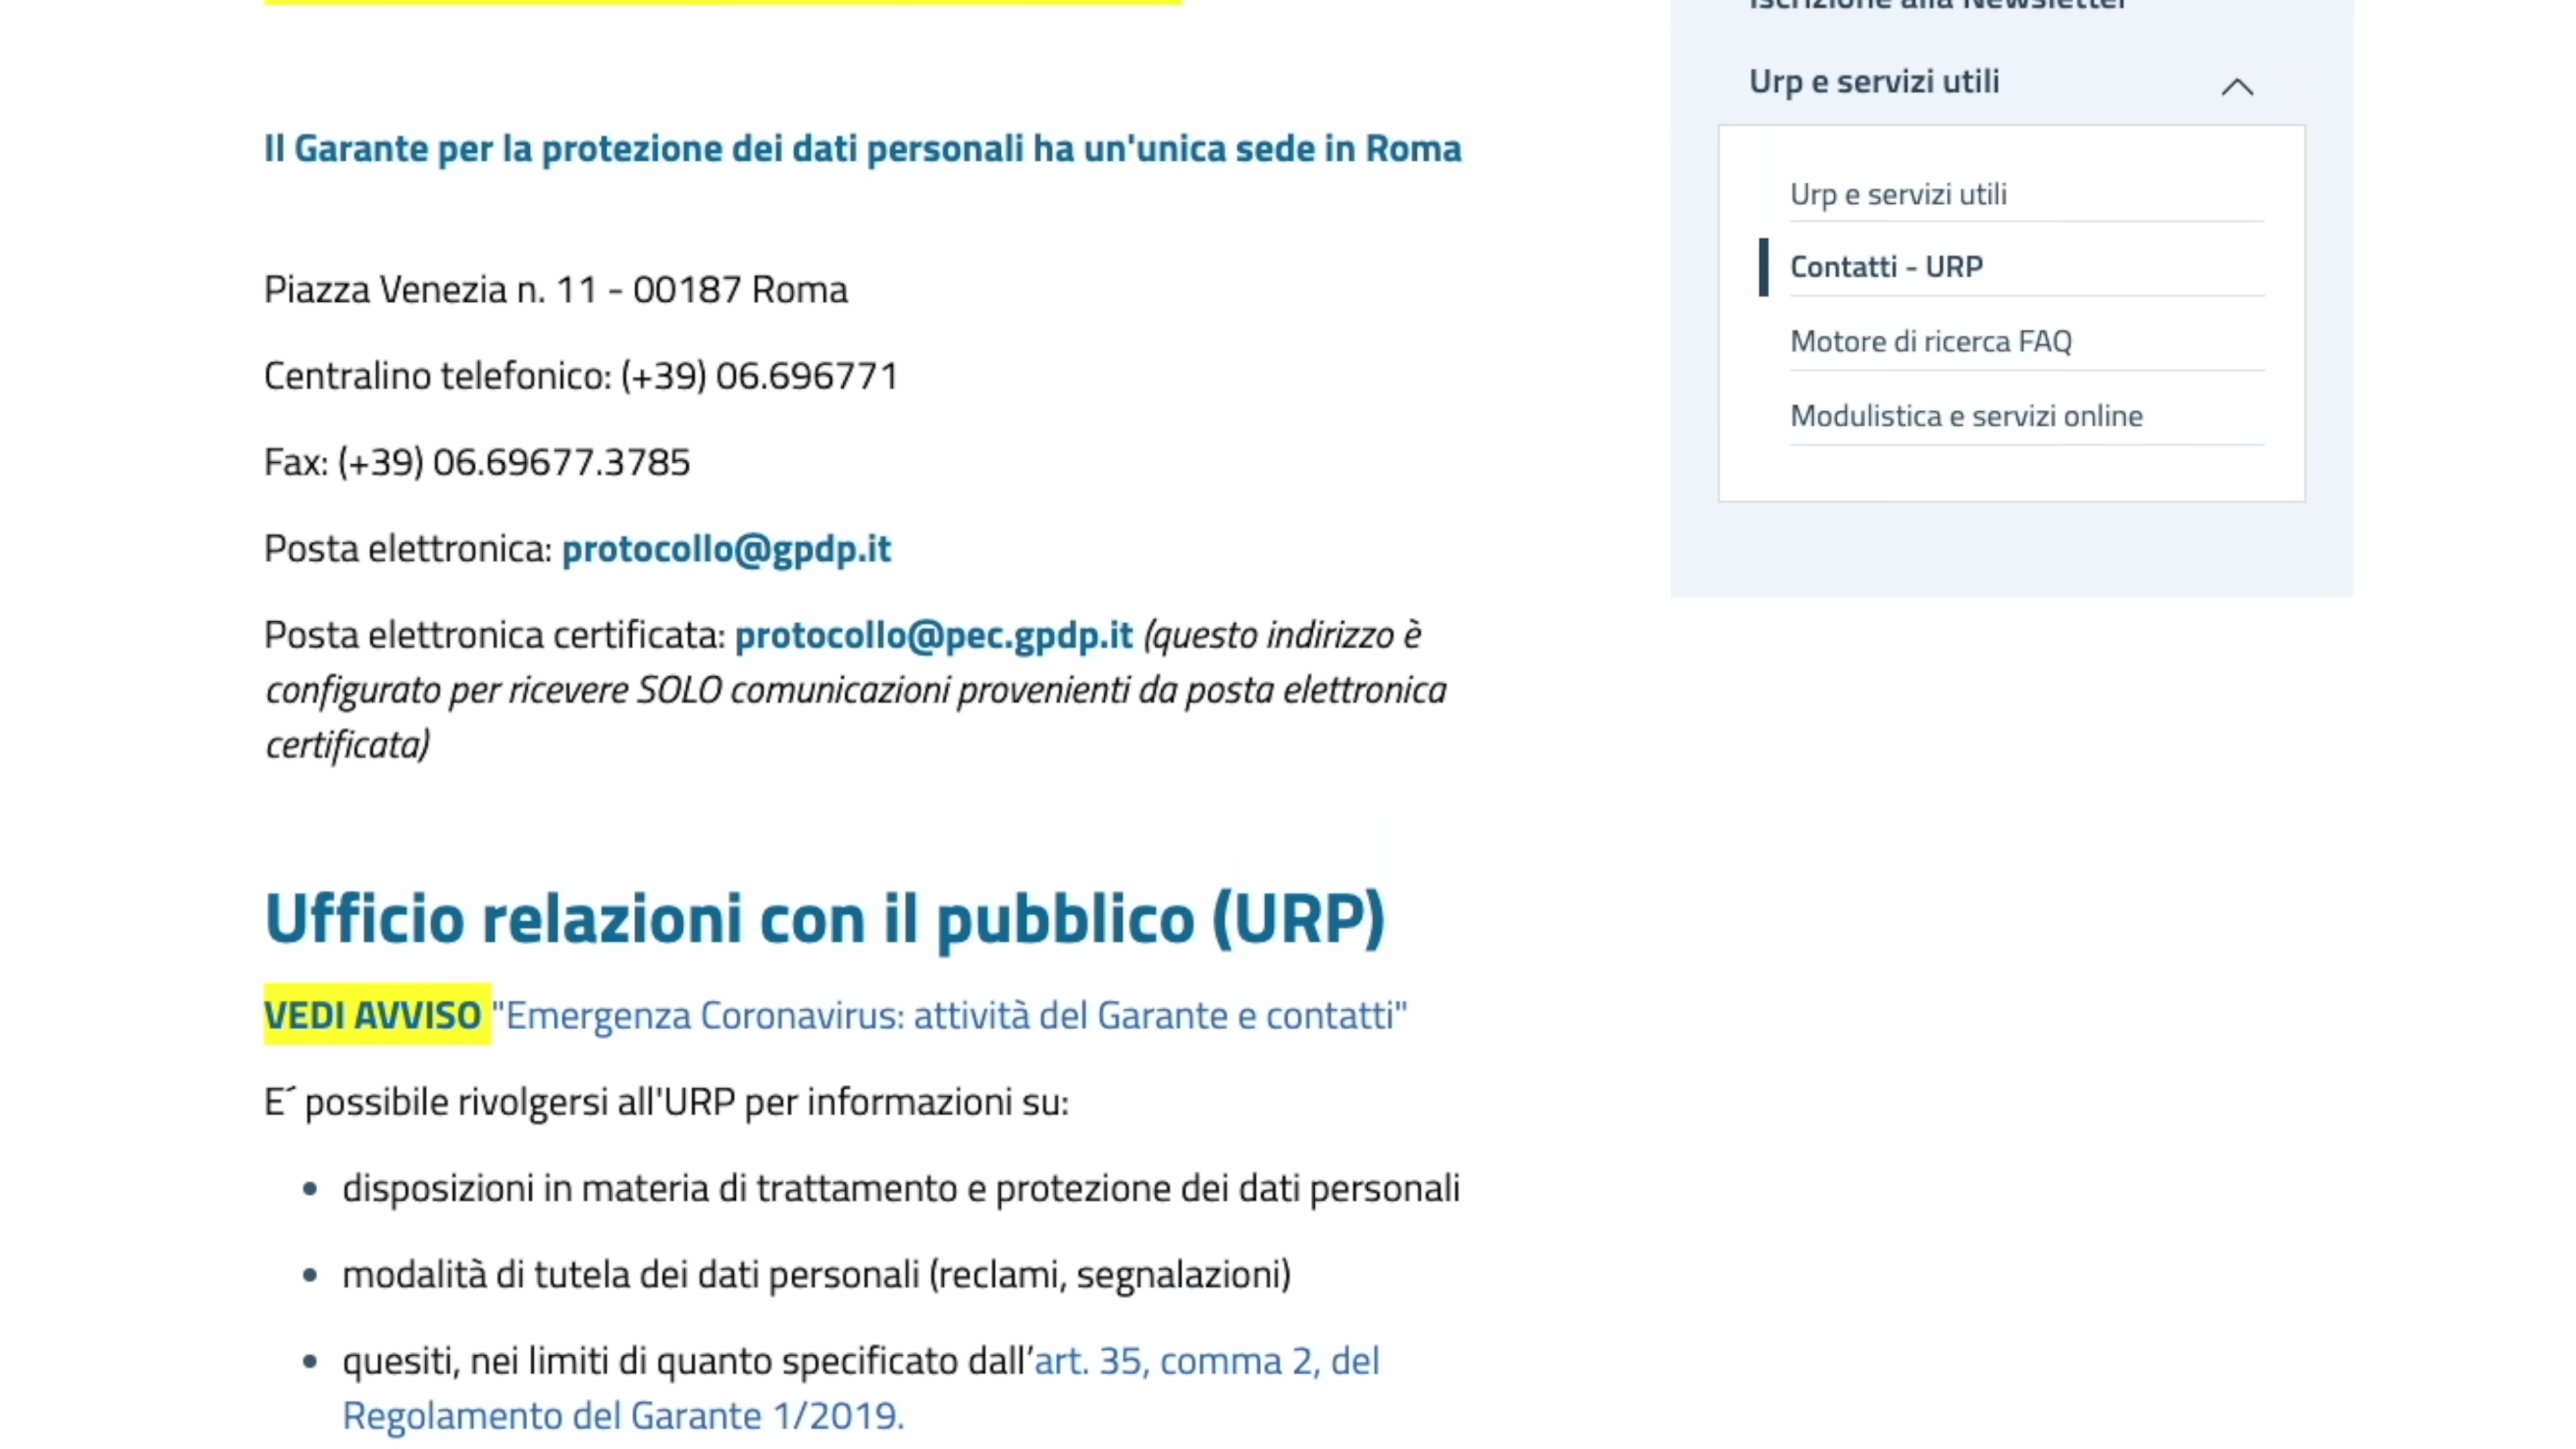 Il Garante per la protezione dei dati personali ha un'unica sede in Roma
Piazza Venezia n. 11 - 00187 Roma
Centralino telefonico: (+39) 06.696771
Fax: (+39) 06.69677.3785
Posta elettronica: protocollo@gpdp.it
Posta elettronica certificata: protocollo@pec.gpdp.it (questo indirizzo è
configurato per ricevere SOLO comunicazioni provenienti da posta elettronica
certificata)
Ufficio relazioni con il pubblico (URP)
VEDI AVVISO "Emergenza Coronavirus: attività del Garante e contatti"
E´ possibile rivolgersi all'URP per informazioni su:
• disposizioni in materia di trattamento e protezione dei dati personali
• modalità di tutela dei dati personali (reclami, segnalazioni)
• quesiti, nei limiti di quanto specificato dall’art. 35, comma 2, del
Regolamento del Garante 1/2019.
Iscrizione alla Newsletter
Urp e servizi utili
Urp e servizi utili
Contatti - URP
Motore di ricerca FAQ
Modulistica e servizi online